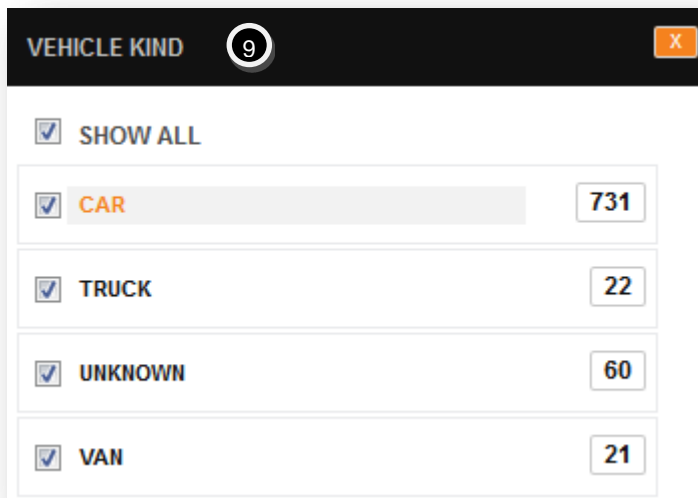 VEHICLE KIND 9 X
SHOW ALL
CAR 731
TRUCK 22
UNKNOWN 60
VAN 21